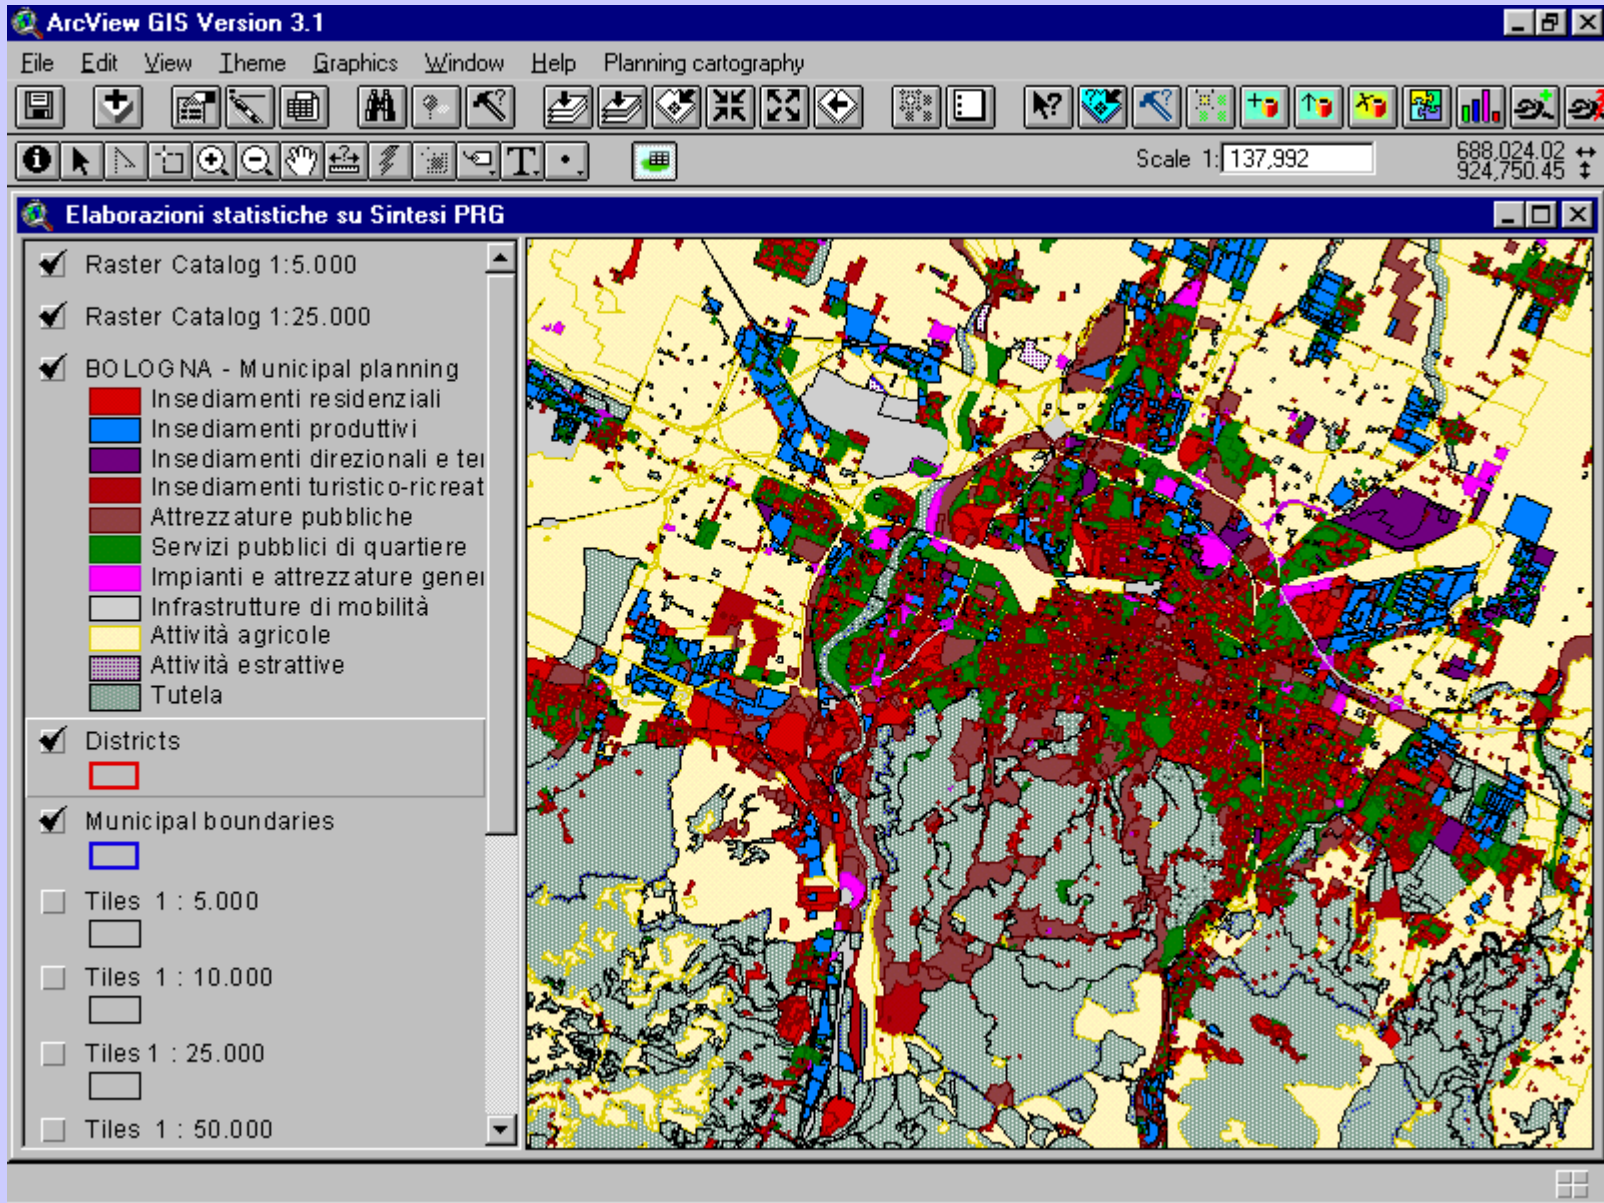 ArcView GIS Version 3.1
File Edit View Theme Graphics Window Help Planning cartography
Scale 1: 137,992
688,024.02
924,750.45
Elaborazioni statistiche su Sintesi PRG
Raster Catalog 1:5.000
Raster Catalog 1:25.000
BOLOGNA - Municipal planning
Insediamenti residenziali
Insediamenti produttivi
Insediamenti direzionali e ter
Insediamenti turistico-ricreat
Attrezzature pubbliche
Servizi pubblici di quartiere
Impianti e attrezzature gener
Infrastrutture di mobilità
Attività agricole
Attività estrattive
Tutela
Districts
Municipal boundaries
Tiles 1 : 5.000
Tiles 1 : 10.000
Tiles 1 : 25.000
Tiles 1 : 50.000